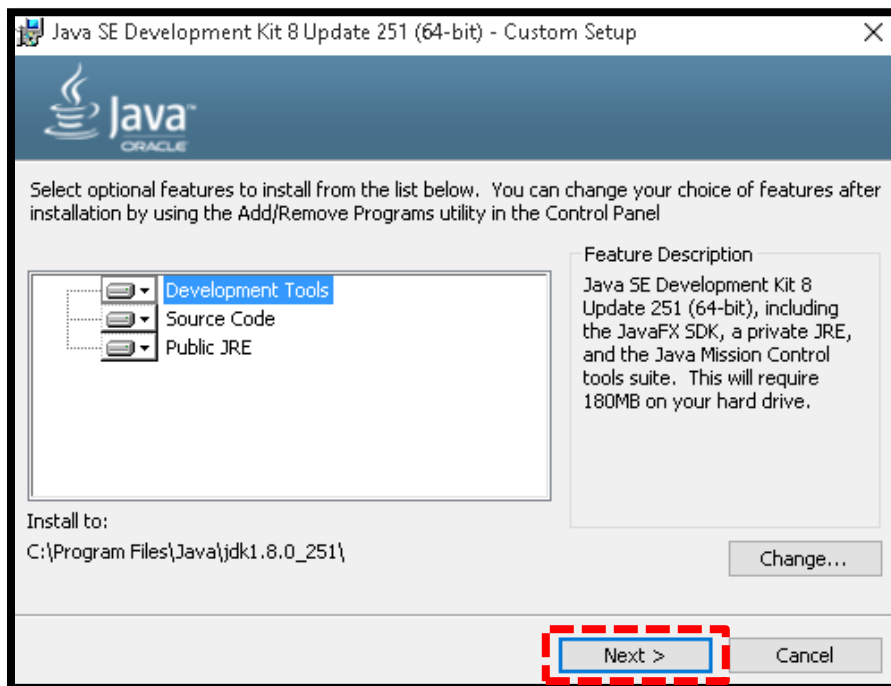 Java SE Development Kit 8 Update 251 (64-bit) - Custom Setup
Java™
ORACLE
Select optional features to install from the list below.  You can change your choice of features after
installation by using the Add/Remove Programs utility in the Control Panel
Development Tools
Source Code
Public JRE
Feature Description
Java SE Development Kit 8
Update 251 (64-bit), including
the JavaFX SDK, a private JRE,
and the Java Mission Control
tools suite.  This will require
180MB on your hard drive.
Install to:
C:\Program Files\Java\jdk1.8.0_251\
Change...
Next >
Cancel